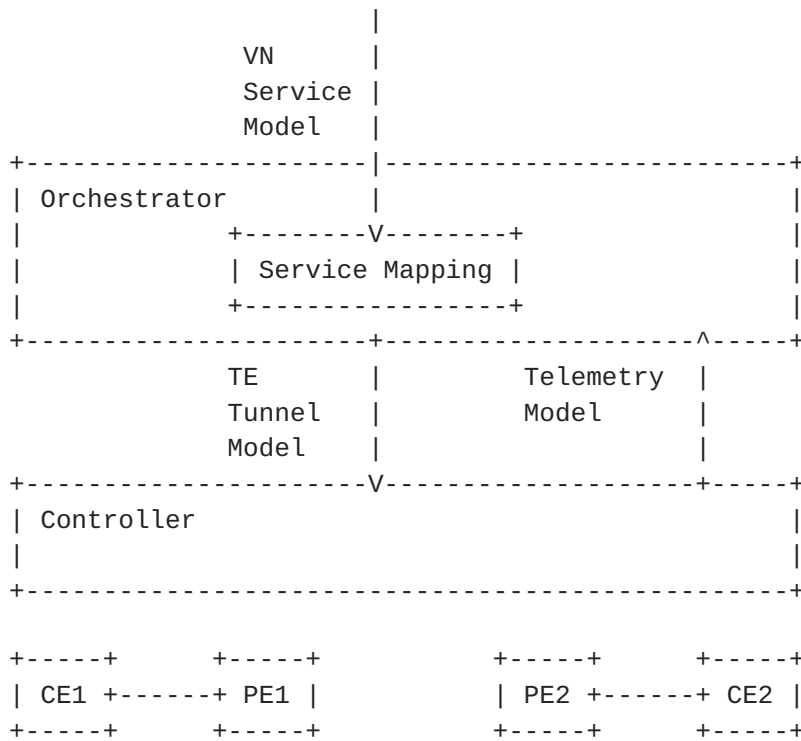 VN
Service
Model
Orchestrator
Service Mapping
TE Telemetry
Tunnel Model
Model
Controller
CE1 PE1 PE2 CE2